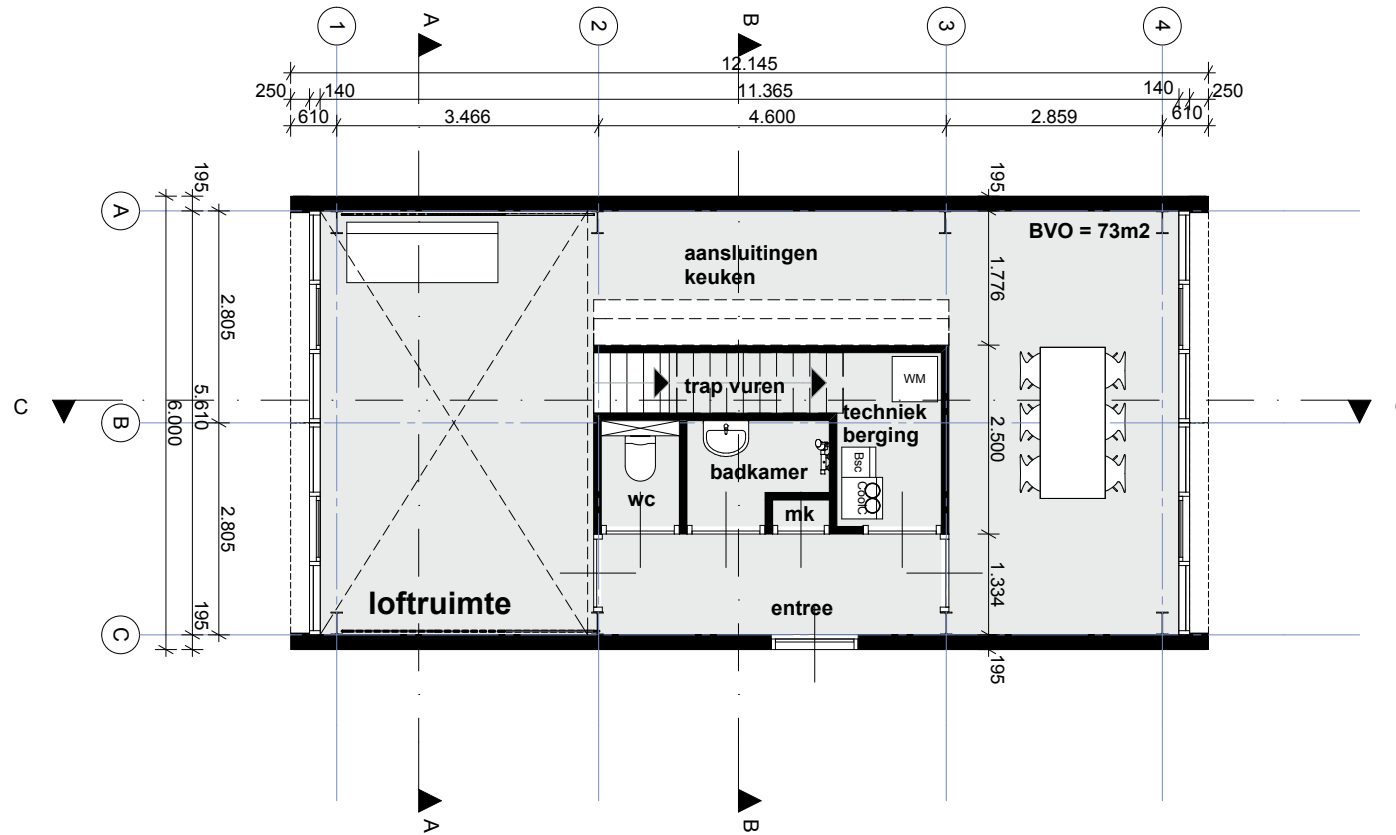 1
A
2
B
3
4
12.145
250
140
11.365
140
250
610
3.466
4.600
2.859
610
195
195
A
BVO = 73m2
aansluitingen
keuken
1.776
2.805
trap vuren
WM
C
5.610
6.000
B
techniek
berging
2.500
badkamer
Bsc
wc
mk
2.805
1.334
loftruimte
entree
195
C
195
A
B